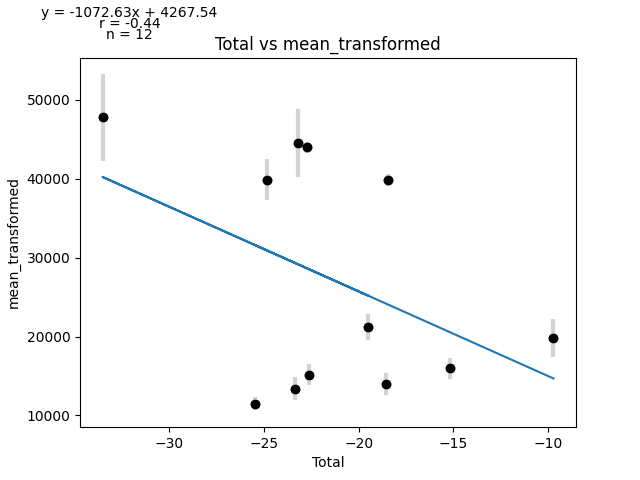 y = -1072.63x + 4267.54
r = -0.44
n = 12
Total vs mean_transformed
50000
40000
30000
20000
10000
mean_transformed
−30
−25
−20
−15
−10
Total